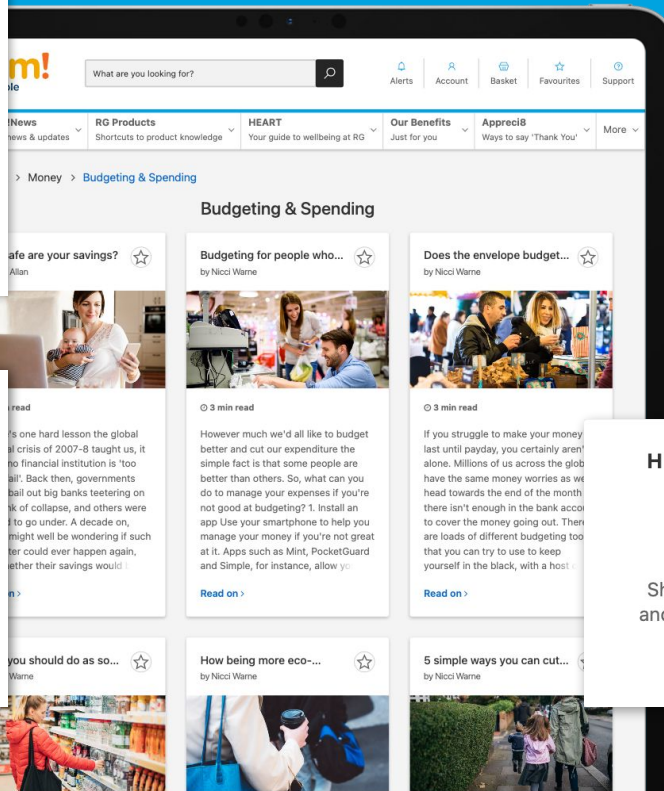 m!
What are you looking for?
Alerts
Account
Basket
Favourites
Support
!News
news & updates
RG Products
Shortcuts to product knowledge
HEART
Your guide to wellbeing at RG
Our Benefits
Just for you
Appreci8
Ways to say 'Thank You'
More
> Money > Budgeting & Spending
Budgeting & Spending
afe are your savings?
Allan
read
's one hard lesson the global
al crisis of 2007-8 taught us, it
no financial institution is 'too
ail'. Back then, governments
bail out big banks teetering on
nk of collapse, and others were
d to go under. A decade on,
might well be wondering if such
ter could ever happen again,
nether their savings would
n >
Budgeting for people who...
by Nicci Warne
3 min read
However much we'd all like to budget
better and cut our expenditure the
simple fact is that some people are
better than others. So, what can you
do to manage your expenses if you're
not good at budgeting? 1. Install an
app Use your smartphone to help you
manage your money if you're not great
at it. Apps such as Mint, PocketGuard
and Simple, for instance, allow yo
Read on >
Does the envelope budget...
by Nicci Warne
3 min read
If you struggle to make your money
last until payday, you certainly aren'
alone. Millions of us across the glob
have the same money worries as we
head towards the end of the month
there isn't enough in the bank accou
to cover the money going out. There
are loads of different budgeting too
that you can try to use to keep
yourself in the black, with a host
Read on >
H
Sh
and
you should do as so...
Warne
How being more eco-...
by Nicci Warne
5 simple ways you can cut...
by Nicci Warne